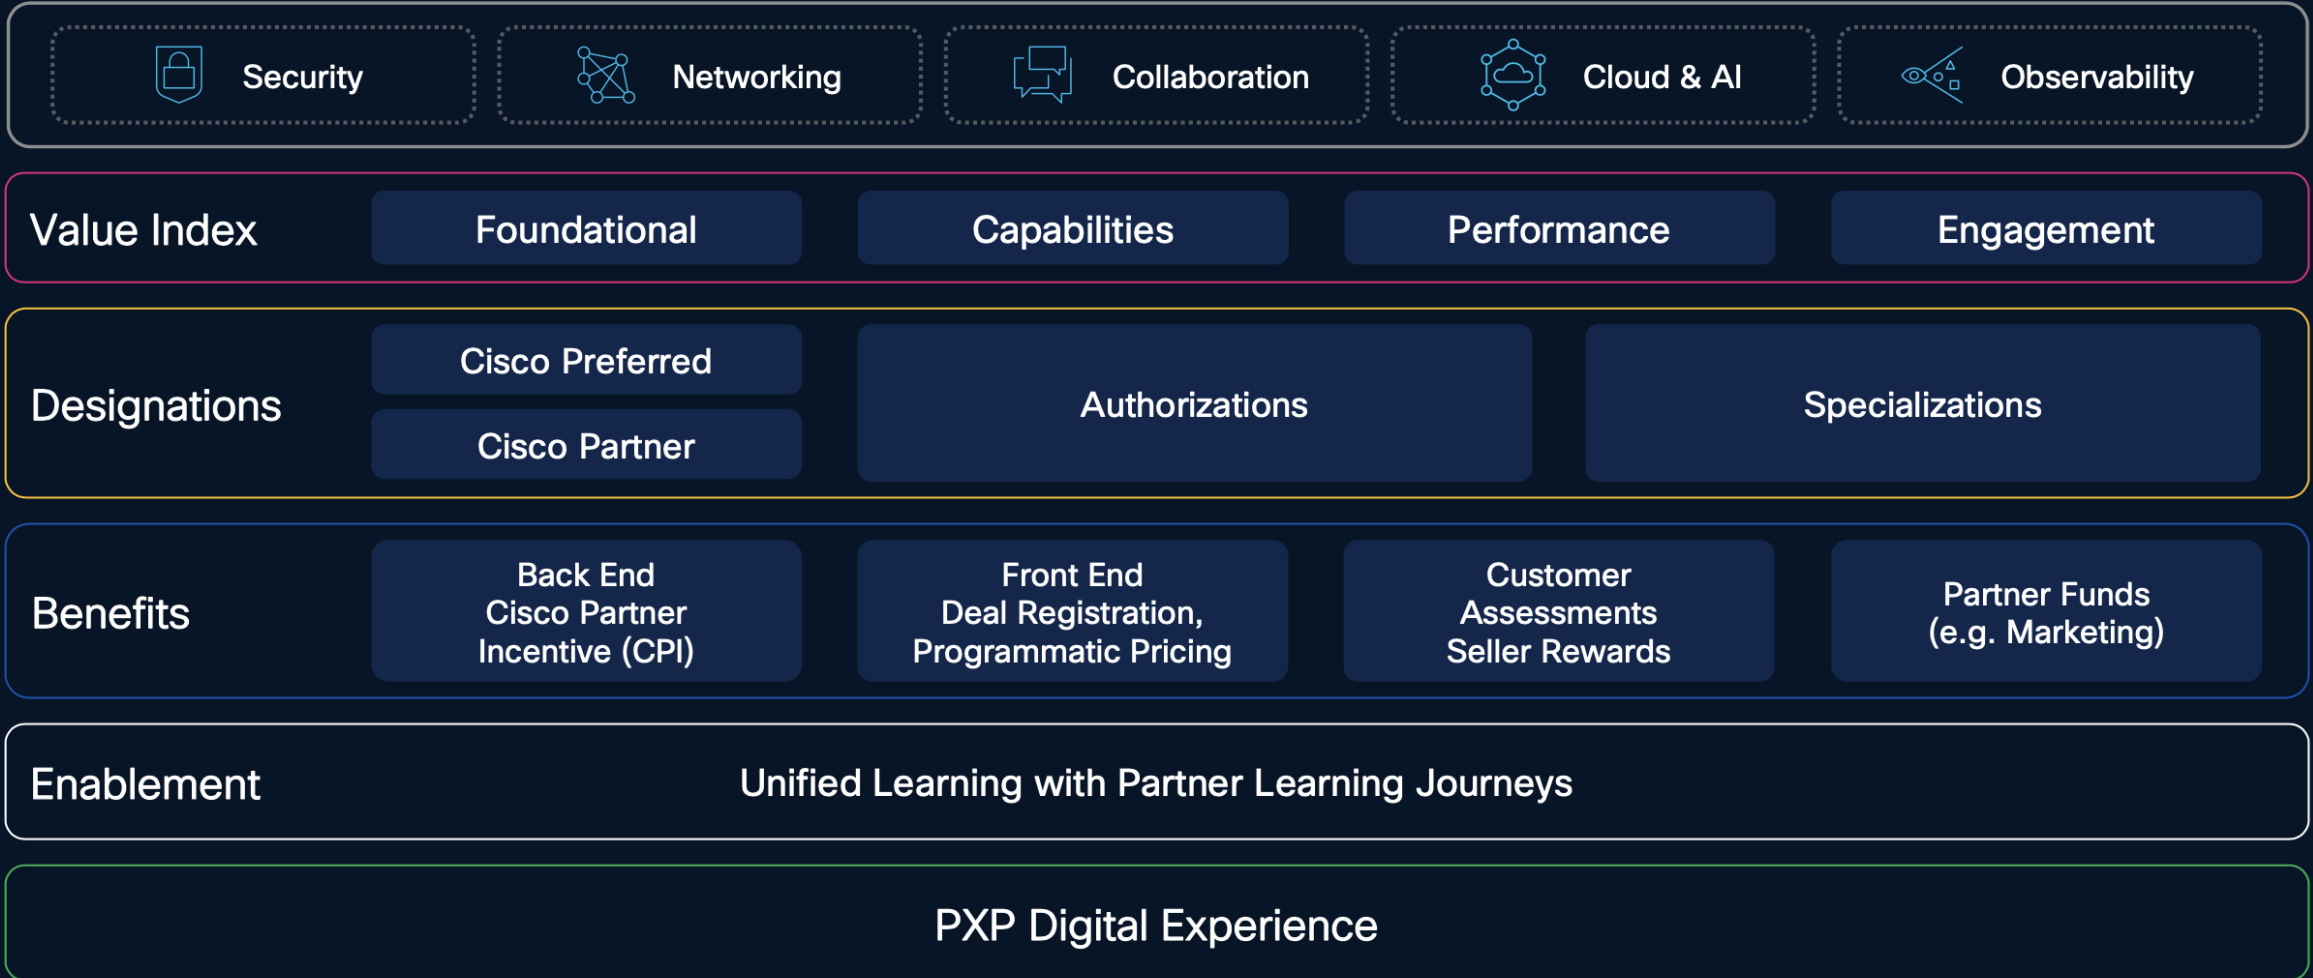 Security
Networking
Collaboration
Cloud & AI
Observability
Value Index
Foundational
Capabilities
Performance
Engagement
Designations
Cisco Preferred
Cisco Partner
Authorizations
Specializations
Benefits
Back End
Cisco Partner
Incentive (CPI)
Front End
Deal Registration,
Programmatic Pricing
Customer
Assessments
Seller Rewards
Partner Funds
(e.g. Marketing)
Enablement
Unified Learning with Partner Learning Journeys
PXP Digital Experience